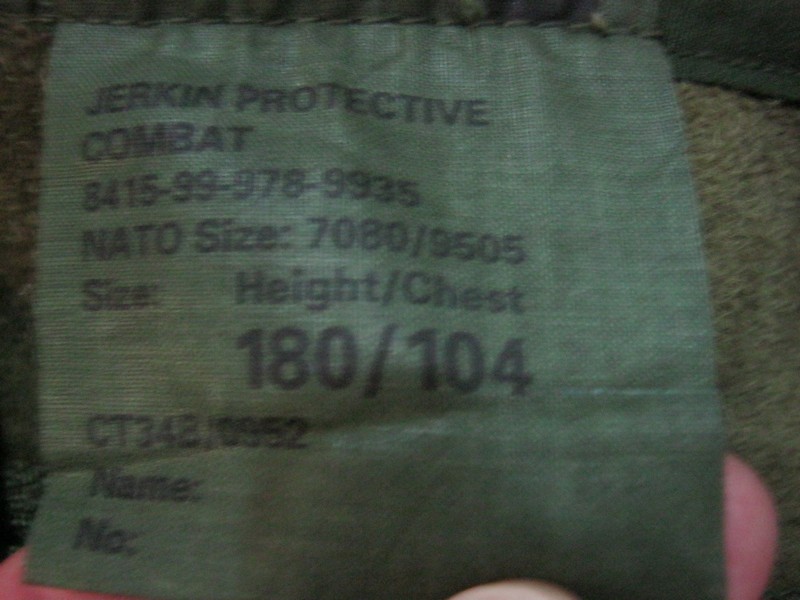 JERKIN PROTECTIVE
COMBAT
8415-99-978-9935
NATO Size: 7080/9505
Size: Height/Chest
180/104
CT34B/0952
Name:
No: